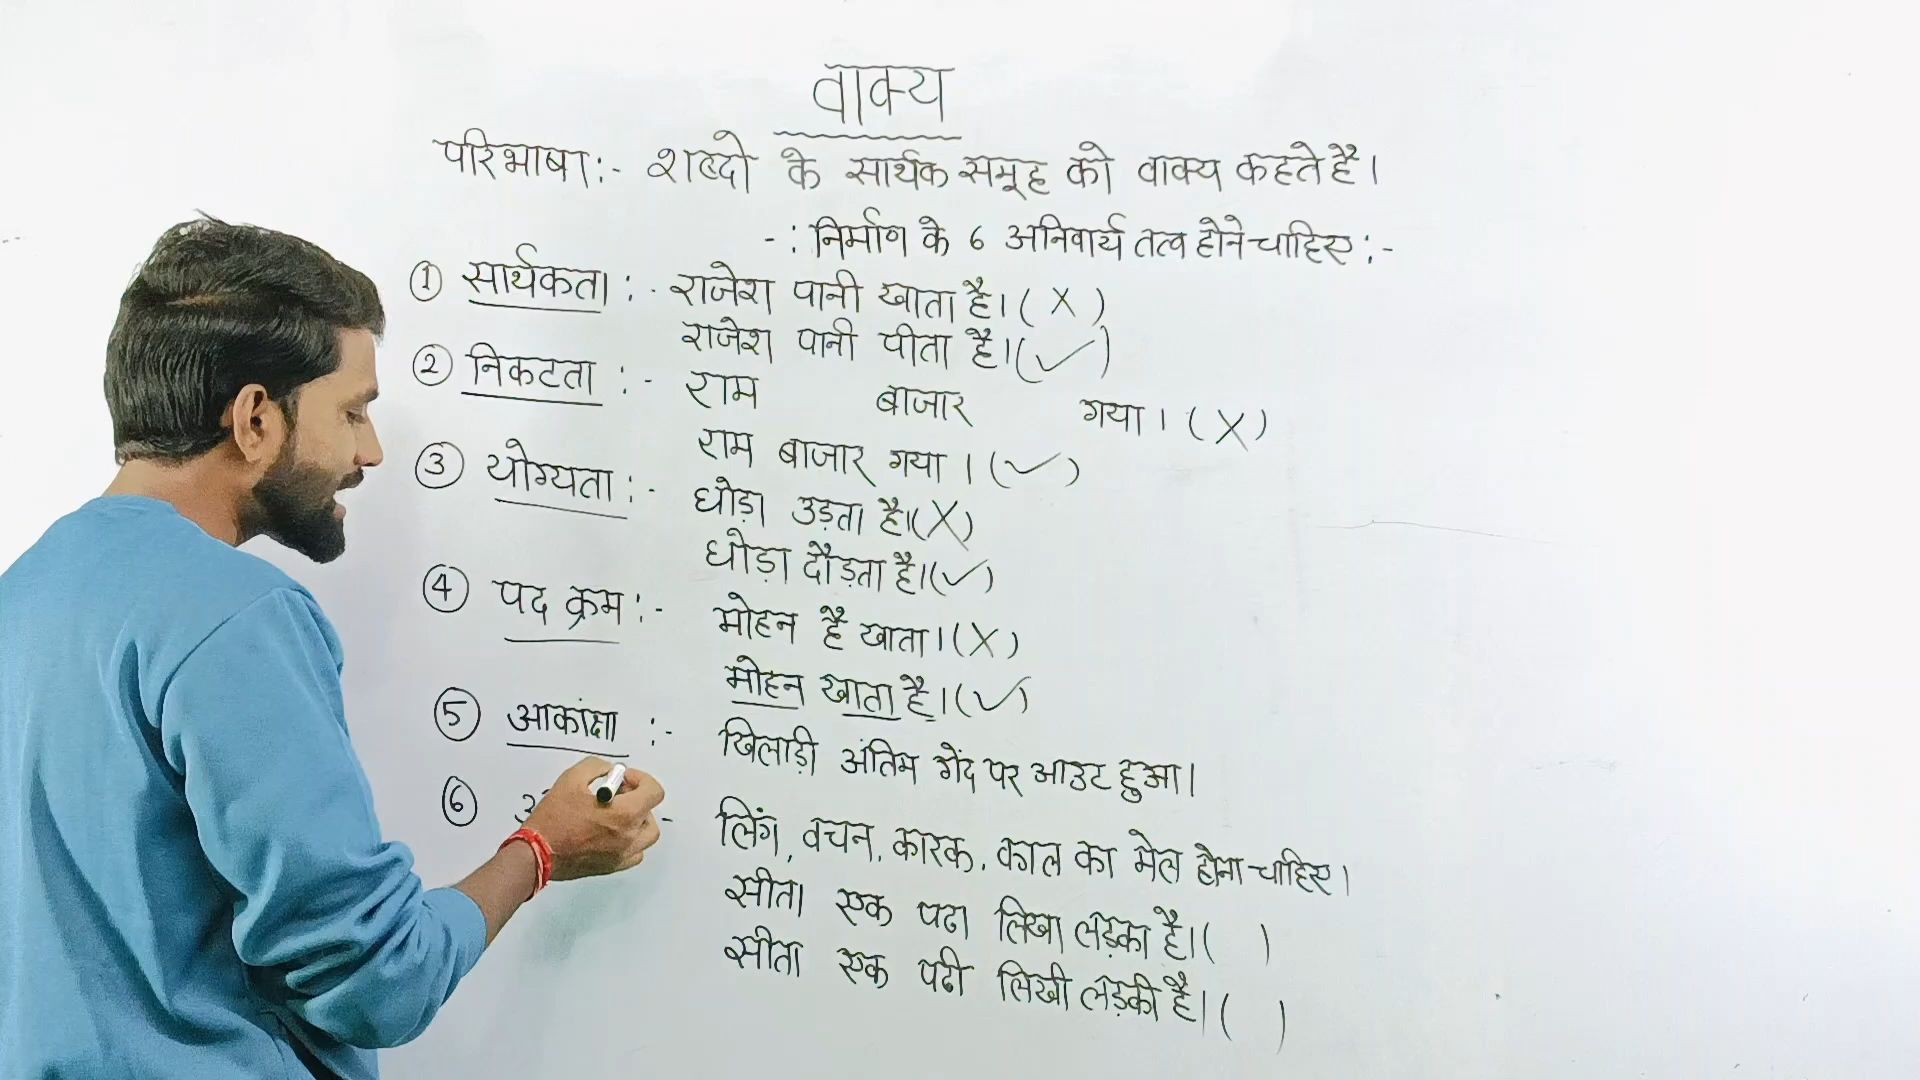 वाक्य
परिभाषा:- शब्दो के सार्थक समूह को वाक्य कहते है।
-: निर्माण के 6 अनिवार्य तत्व होने चाहिए:-
① सार्थकता :- राजेश पानी खाता है। (X)
राजेश पानी पीता है। (✓)
② निकटता :- राम बाजार गया। (X)
राम बाजार गया। (✓)
③ योग्यता :- घोड़ा उड़ता है। (X)
घोड़ा दौड़ता है। (✓)
④ पद क्रम :- मोहन है खाता। (X)
मोहन खाता है। (✓)
⑤ आकांक्षा :- खिलाड़ी अंतिम गेंद पर आउट हुआ।
⑥ - लिंग, वचन, कारक, काल का मेल होना चाहिए।
सीता एक पढा लिखा लड़का है। ( )
सीता एक पढी लिखी लड़की है। ( )